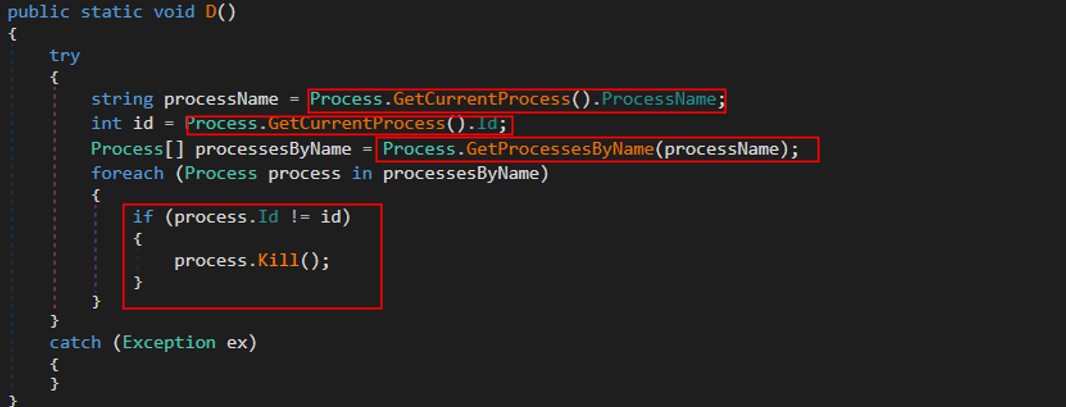 public static void D()
{
try
{
string processName = Process.GetCurrentProcess().ProcessName;
int id = Process.GetCurrentProcess().Id;
Process[] processesByName = Process.GetProcessesByName(processName);
foreach (Process process in processesByName)
{
if (process.Id != id)
{
process.Kill();
}
}
}
catch (Exception ex)
{
}
}